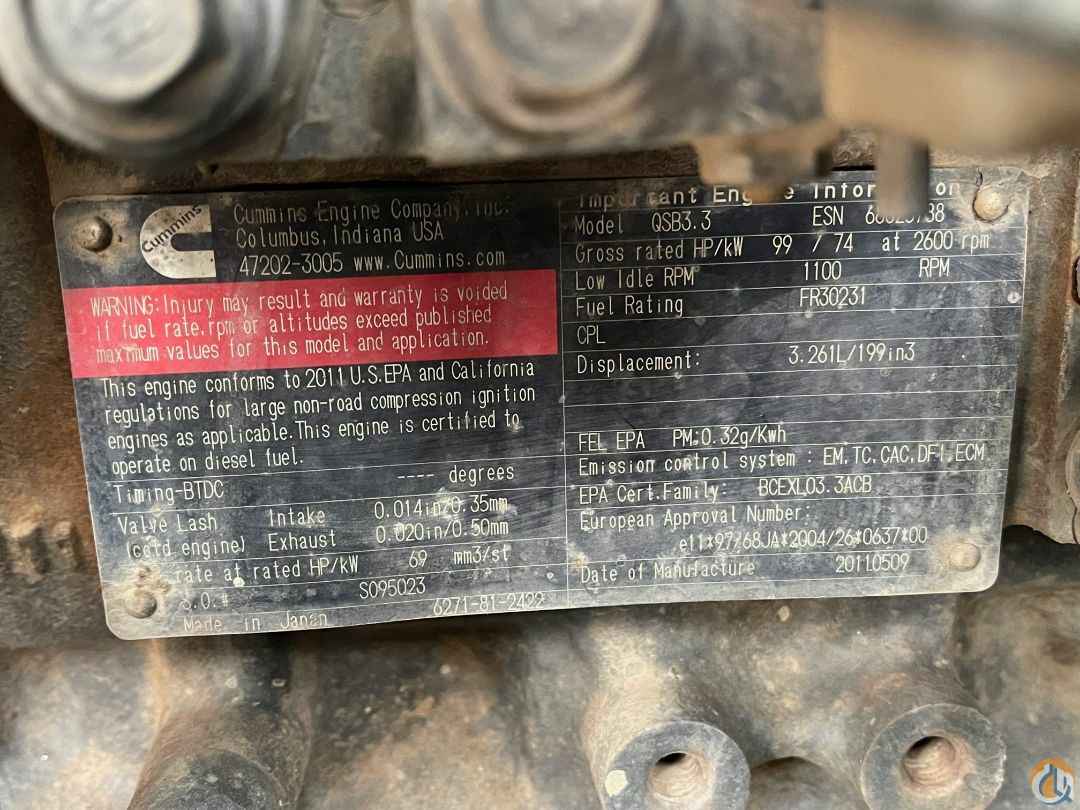 Cummins
Cummins Engine Company, Inc.
Columbus, Indiana USA
47202-3005 www.Cummins.com
WARNING: Injury may result and warranty is voided
if fuel rate, rpm or altitudes exceed published
maximum values for this model and application.
This engine conforms to 2011 U.S.EPA and California
regulations for large non-road compression ignition
engines as applicable. This engine is certified to
operate on diesel fuel.
Timing-BTDC ---- degrees
Valve Lash Intake 0.014in/0.35mm
(cold engine) Exhaust 0.020in/0.50mm
rate at rated HP/kW 69 mm3/st
S.O.# S095023
Made in Japan 6271-81-2422
Important Engine Information
Model QSB3.3 ESN
Gross rated HP/kW 99 / 74 at 2600 rpm
Low Idle RPM 1100 RPM
Fuel Rating FR30231
CPL
Displacement: 3.261L/199in3
FEL EPA PM:0.32g/Kwh
Emission control system : EM,TC,CAC,DFI,ECM
EPA Cert.Family: BCEXL03.3ACB
European Approval Number:
e11*97/68JA*2004/26*0637*00
Date of Manufacture 20110509